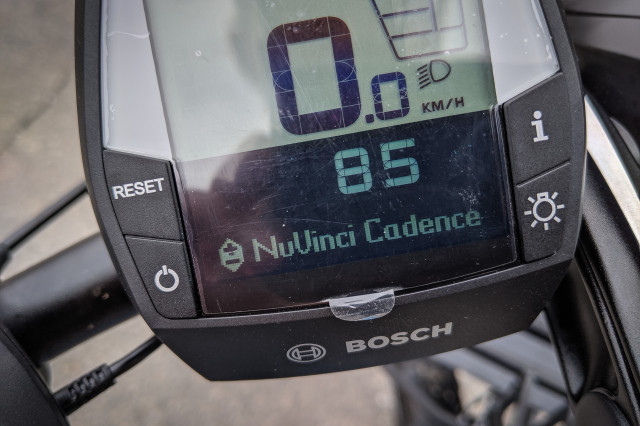 0.0
KM/H
85
i
RESET
NuVinci Cadence
BOSCH